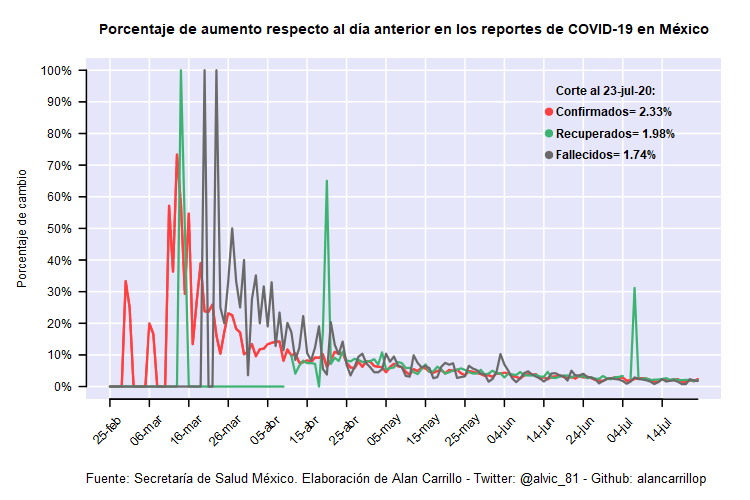 Porcentaje de aumento respecto al día anterior en los reportes de COVID-19 en México
Porcentaje de cambio
100%
90%
80%
70%
60%
50%
40%
30%
20%
10%
0%
Corte al 23-jul-20:
Confirmados= 2.33%
Recuperados= 1.98%
Fallecidos= 1.74%
25-feb
06-mar
16-mar
26-mar
05-abr
15-abr
25-abr
05-may
15-may
25-may
04-jun
14-jun
24-jun
04-jul
14-jul
Fuente: Secretaría de Salud México. Elaboración de Alan Carrillo - Twitter: @alvic_81 - Github: alancarrillop